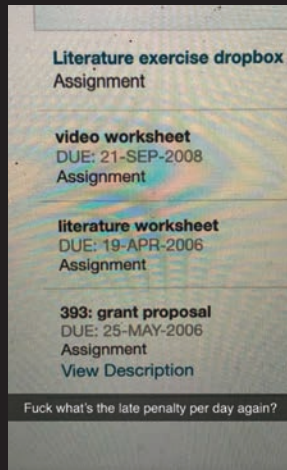 Literature exercise dropbox
Assignment
video worksheet
DUE: 21-SEP-2008
Assignment
literature worksheet
DUE: 19-APR-2006
Assignment
393: grant proposal
DUE: 25-MAY-2006
Assignment
View Description
Fuck what's the late penalty per day again?